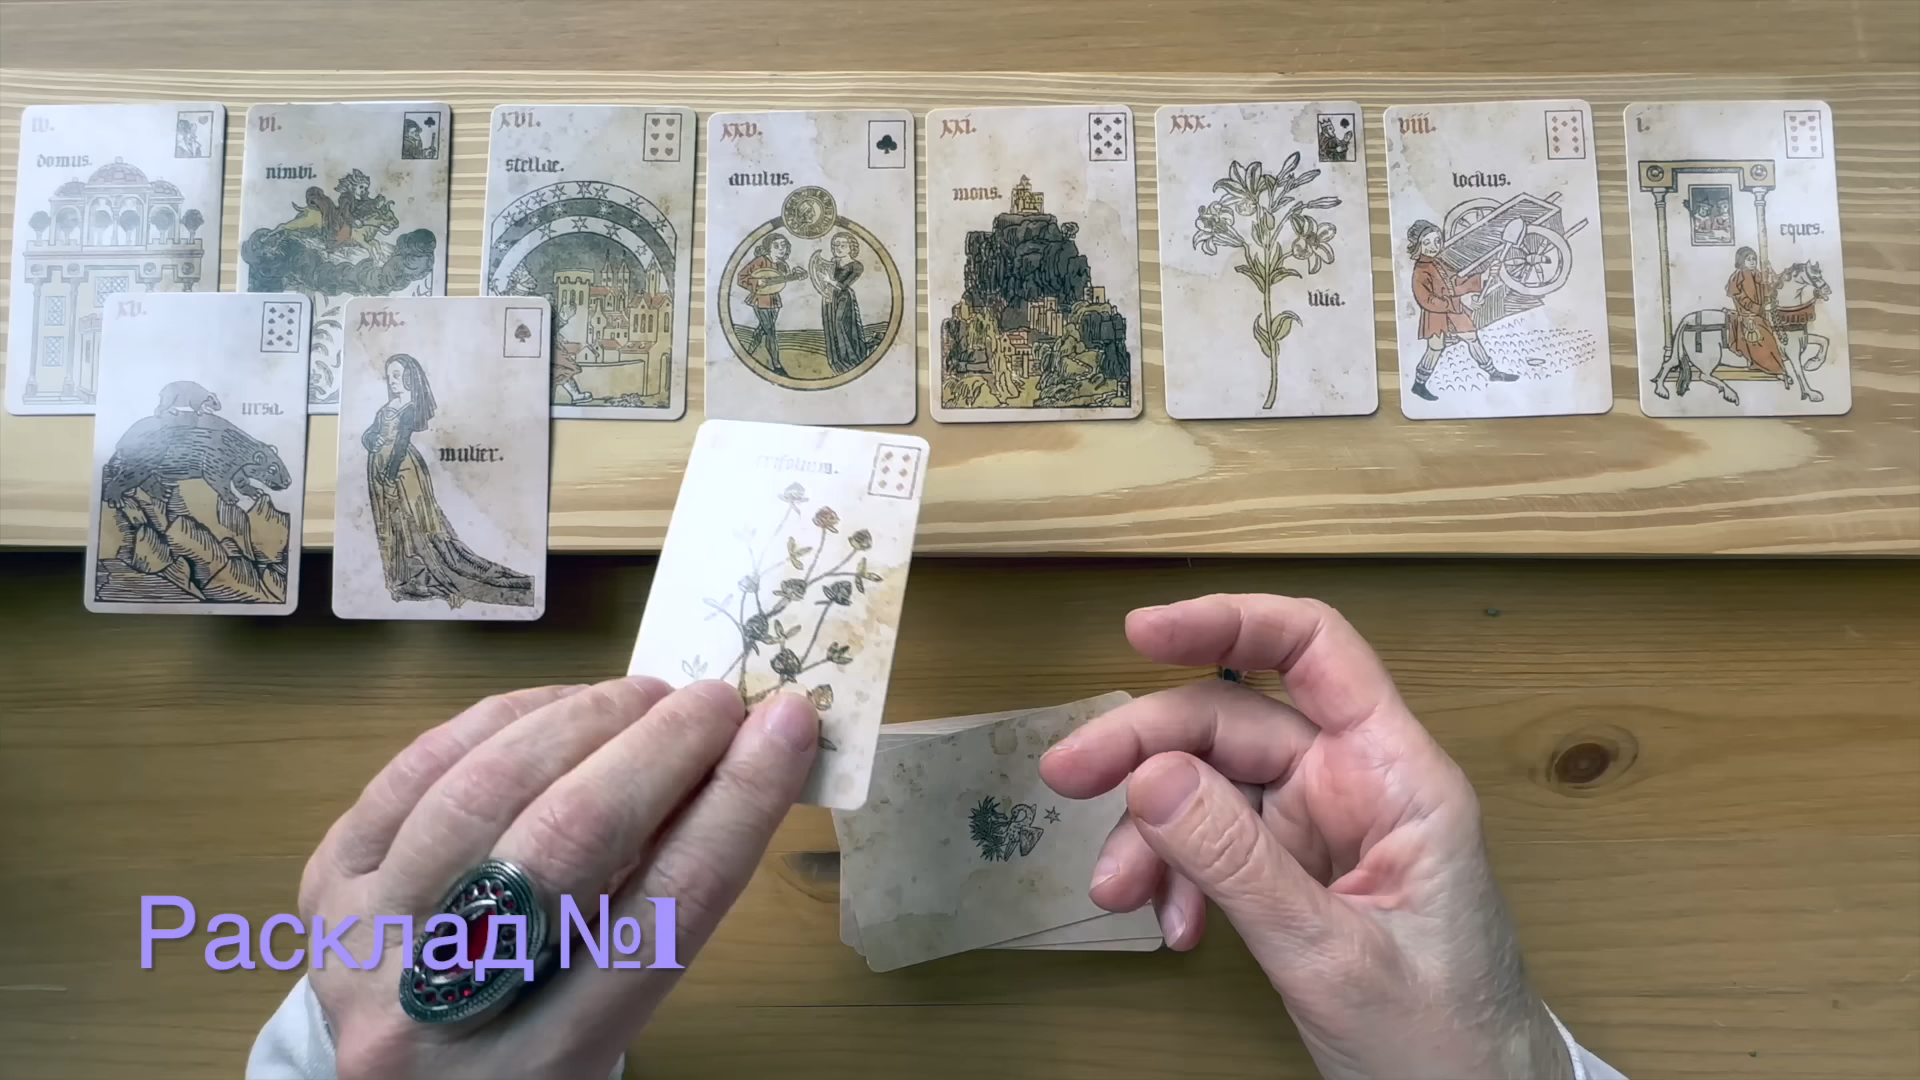 IV.
domus.
VI.
nimbi.
XVI.
stellae.
XXV.
anulus.
XXI.
mons.
XXX.
lilia.
VIII.
loculus.
I.
eques.
XV.
ursa.
XXIX.
mulier.
trifolium.
Расклад №1